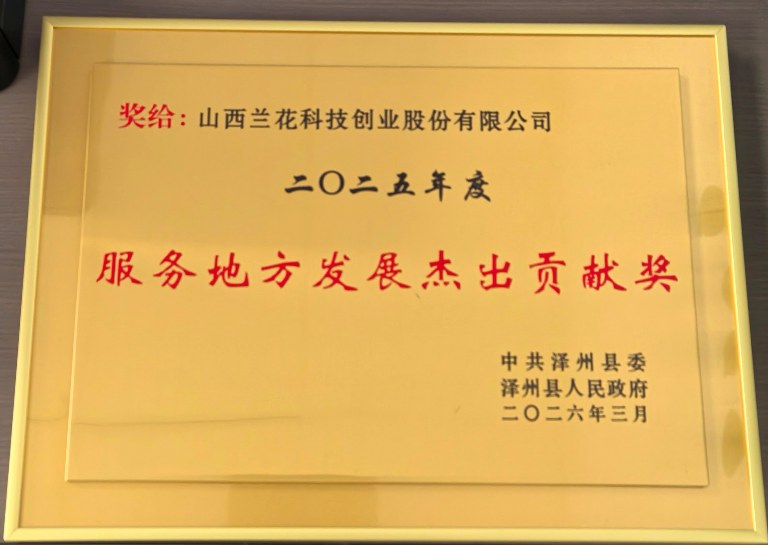 奖给：山西兰花科技创业股份有限公司
二〇二五年度
服务地方发展杰出贡献奖
中共泽州县委
泽州县人民政府
二〇二六年三月